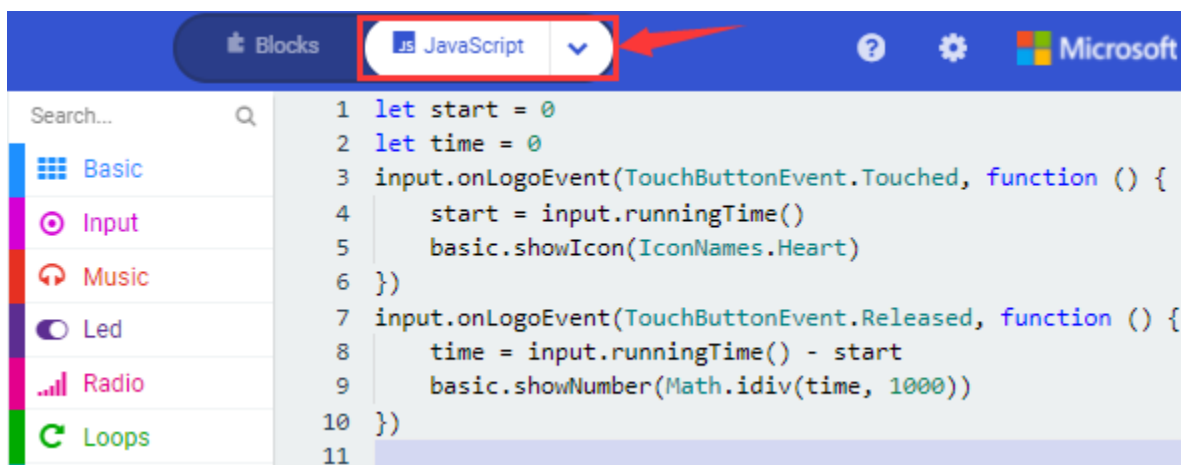 Blocks
JS JavaScript
Microsoft
Search...
Basic
Input
Music
Led
Radio
Loops
1 let start = 0
2 let time = 0
3 input.onLogoEvent(TouchButtonEvent.Touched, function () {
4 start = input.runningTime()
5 basic.showIcon(IconNames.Heart)
6 })
7 input.onLogoEvent(TouchButtonEvent.Released, function () {
8 time = input.runningTime() - start
9 basic.showNumber(Math.idiv(time, 1000))
10 })
11